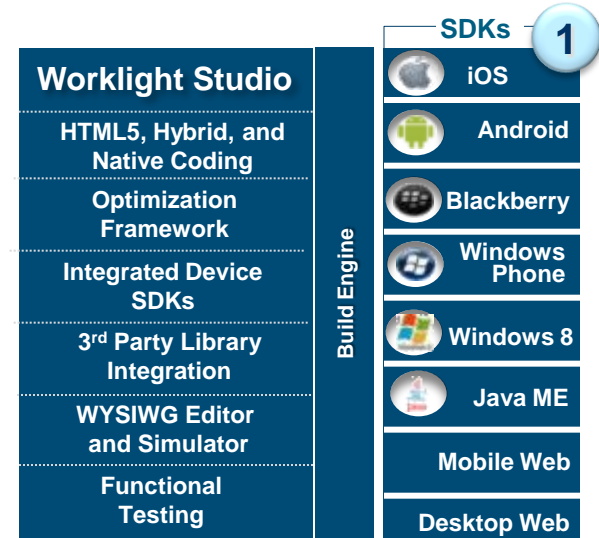 Worklight Studio
HTML5, Hybrid, and
Native Coding
Optimization
Framework
Integrated Device
SDKs
3rd Party Library
Integration
WYSIWG Editor
and Simulator
Functional
Testing
Build Engine
SDKs
1
iOS
Android
Blackberry
Windows
Phone
Windows 8
Java ME
Mobile Web
Desktop Web